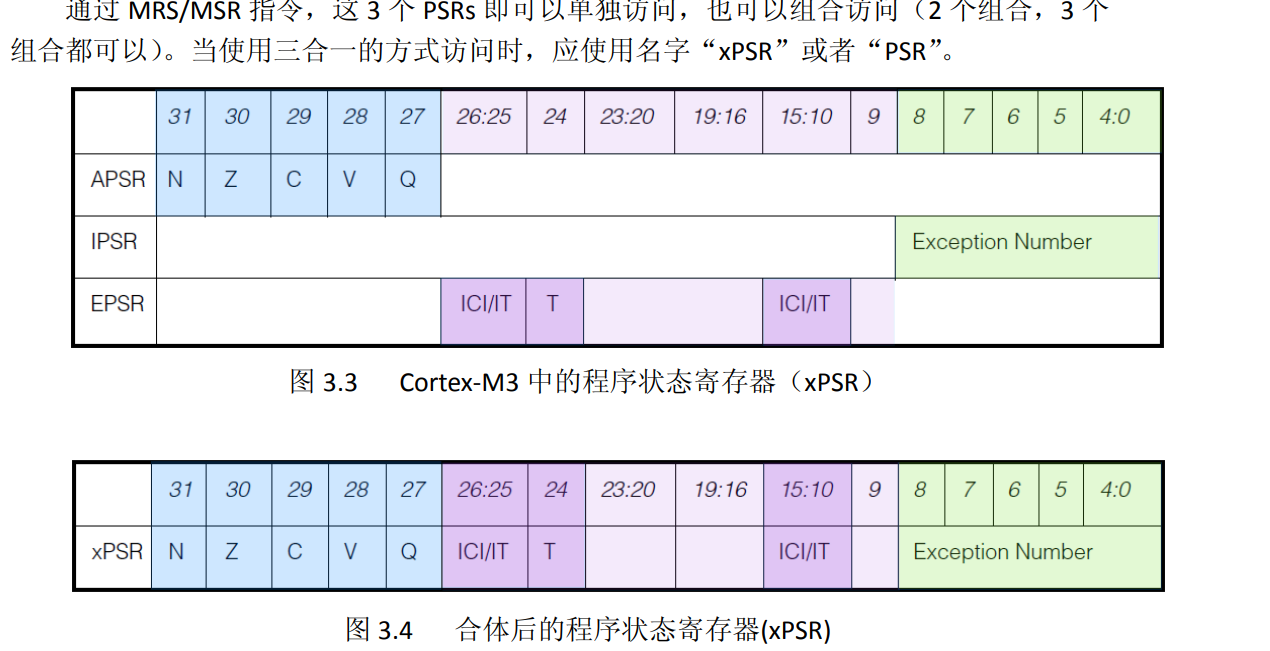 通过 MRS/MSR 指令，这 3 个 PSRs 即可以单独访问，也可以组合访问（2 个组合，3 个
组合都可以）。当使用三合一的方式访问时，应使用名字“xPSR”或者“PSR”。
31 30 29 28 27 26:25 24 23:20 19:16 15:10 9 8 7 6 5 4:0
APSR N Z C V Q
IPSR Exception Number
EPSR ICI/IT T ICI/IT
图 3.3 Cortex-M3 中的程序状态寄存器（xPSR）
31 30 29 28 27 26:25 24 23:20 19:16 15:10 9 8 7 6 5 4:0
xPSR N Z C V Q ICI/IT T ICI/IT Exception Number
图 3.4 合体后的程序状态寄存器(xPSR)